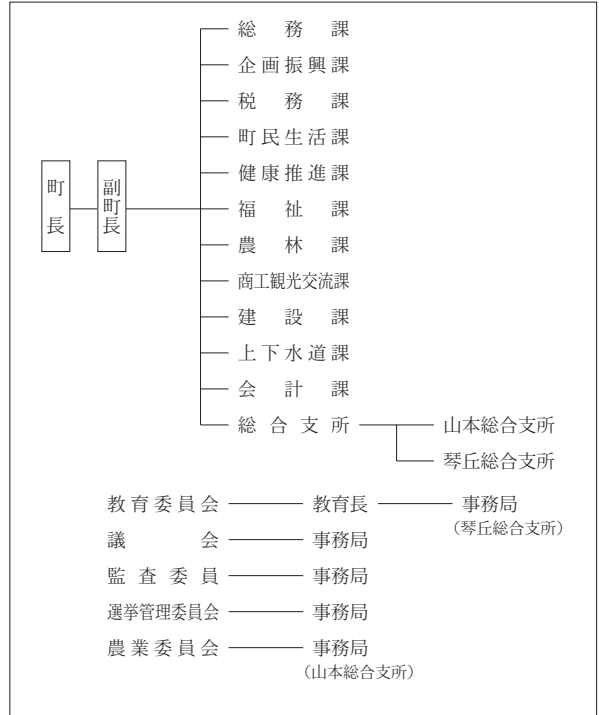 総務課
企画振興課
税務課
町民生活課
健康推進課
町長 副町長 福祉課
農林課
商工観光交流課
建設課
上下水道課
会計課
総合支所 山本総合支所
琴丘総合支所
教育委員会 教育長 事務局
(琴丘総合支所)
議会 事務局
監査委員 事務局
選挙管理委員会 事務局
農業委員会 事務局
(山本総合支所)